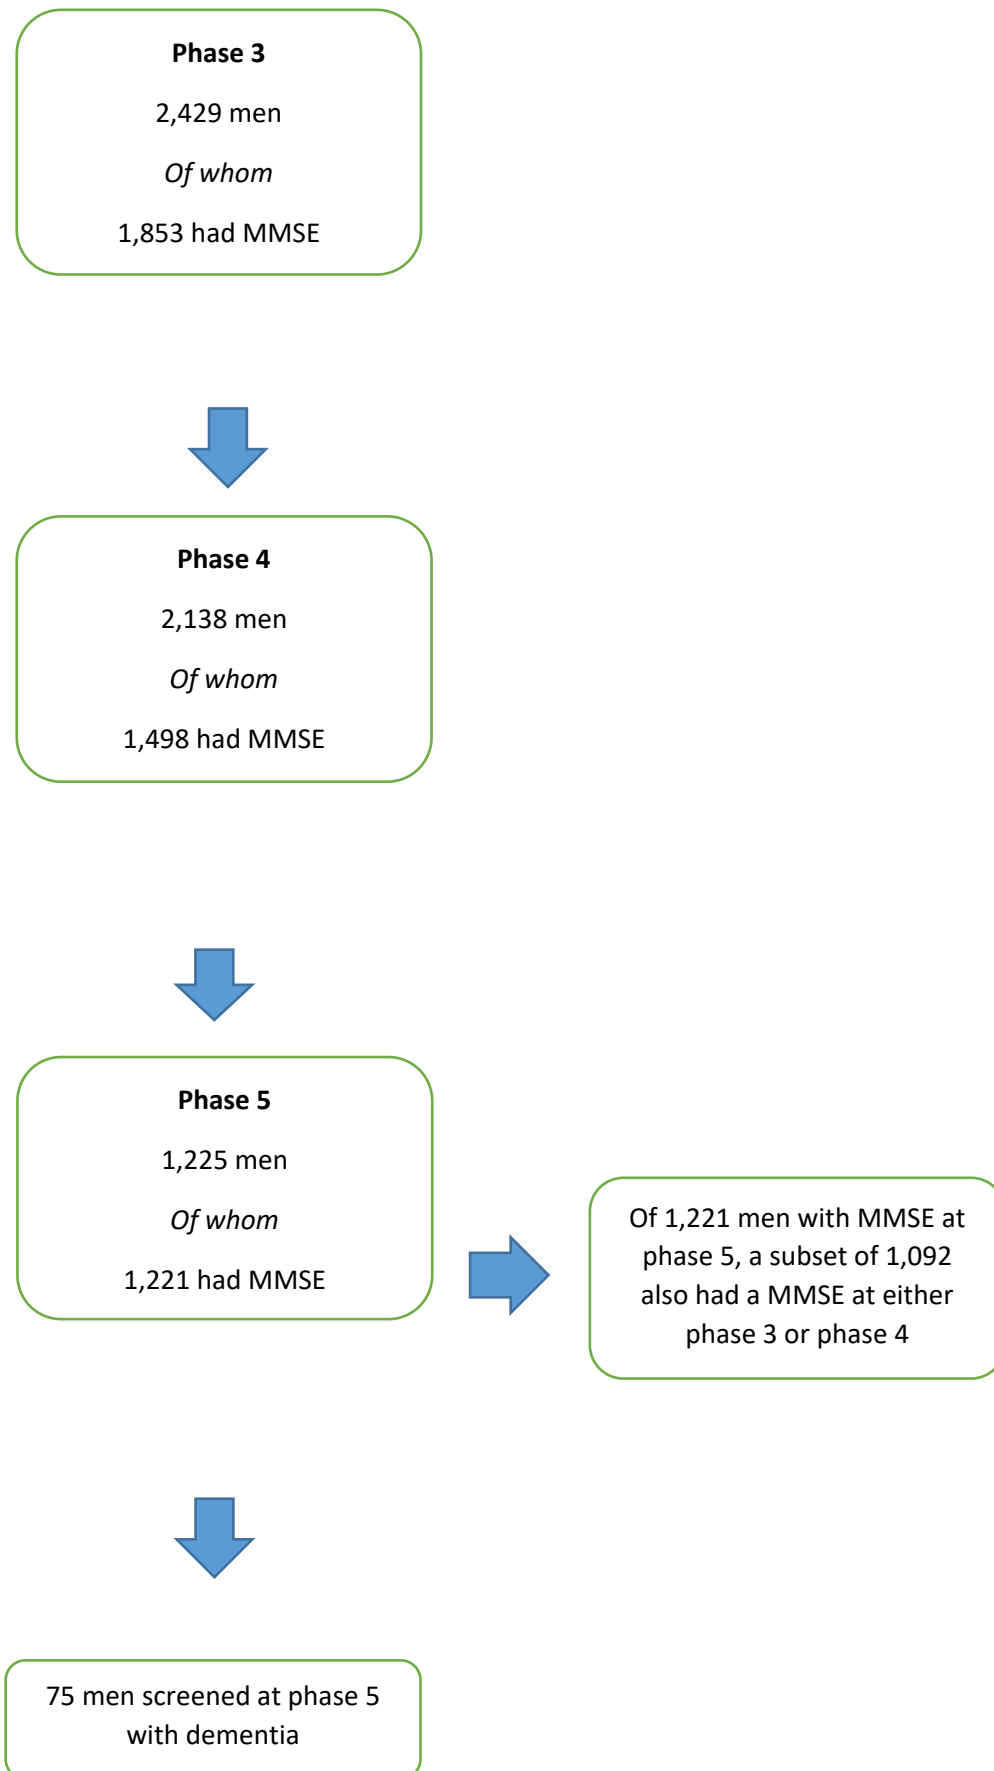 Phase 3
2,429 men
Of whom
1,853 had MMSE
Phase 4
2,138 men
Of whom
1,498 had MMSE
Phase 5
1,225 men
Of whom
1,221 had MMSE
Of 1,221 men with MMSE at
phase 5, a subset of 1,092
also had a MMSE at either
phase 3 or phase 4
75 men screened at phase 5
with dementia